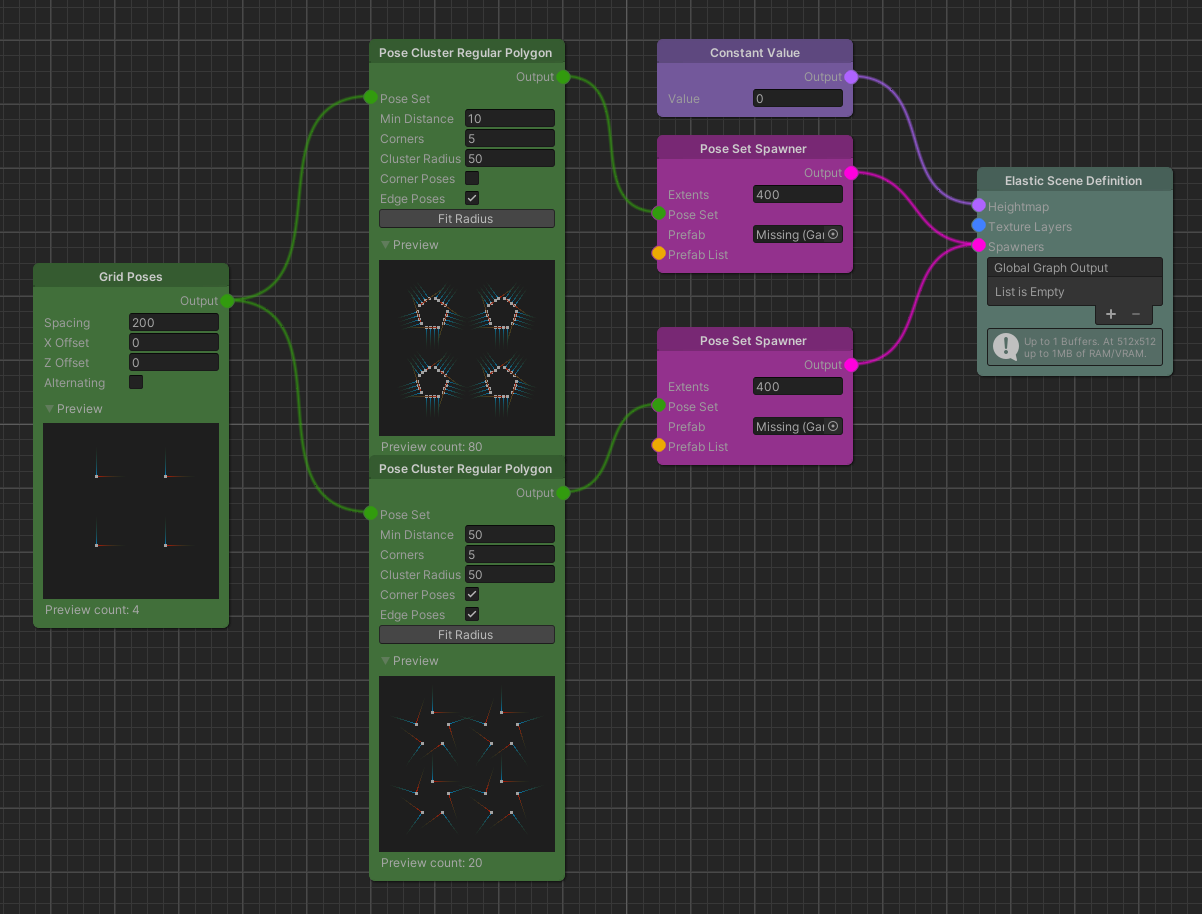 Grid Poses
Output
Spacing 200
X Offset 0
Z Offset 0
Alternating
Preview
Preview count: 4
Pose Cluster Regular Polygon
Output
Pose Set
Min Distance 10
Corners 5
Cluster Radius 50
Corner Poses
Edge Poses
Fit Radius
Preview
Preview count: 80
Pose Cluster Regular Polygon
Output
Pose Set
Min Distance 50
Corners 5
Cluster Radius 50
Corner Poses
Edge Poses
Fit Radius
Preview
Preview count: 20
Constant Value
Output
Value 0
Pose Set Spawner
Output
Extents 400
Pose Set
Prefab Missing (Gar
Prefab List
Pose Set Spawner
Output
Extents 400
Pose Set
Prefab Missing (Gar
Prefab List
Elastic Scene Definition
Heightmap
Texture Layers
Spawners
Global Graph Output
List is Empty
Up to 1 Buffers. At 512x512
up to 1MB of RAM/VRAM.